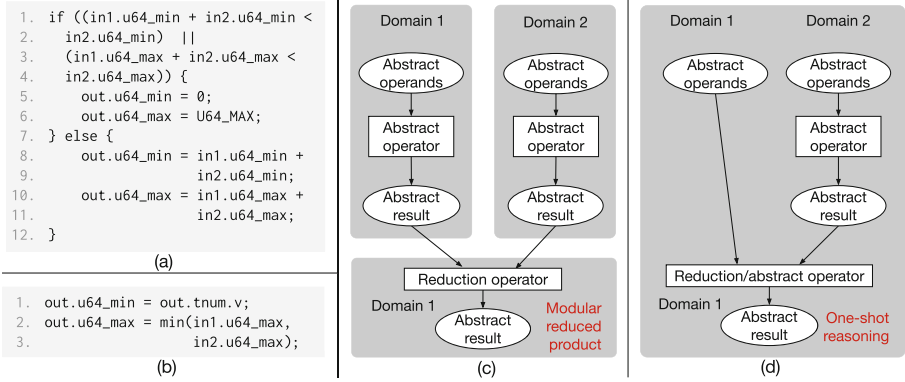 1. if ((in1.u64_min + in2.u64_min <
2. in2.u64_min) ||
3. (in1.u64_max + in2.u64_max <
4. in2.u64_max)) {
5. out.u64_min = 0;
6. out.u64_max = U64_MAX;
7. } else {
8. out.u64_min = in1.u64_min +
9. in2.u64_min;
10. out.u64_max = in1.u64_max +
11. in2.u64_max;
12. }
(a)
1. out.u64_min = out.tnum.v;
2. out.u64_max = min(in1.u64_max,
3. in2.u64_max);
(b)
Domain 1
Domain 2
Abstract
operands
Abstract
operands
Abstract
operator
Abstract
operator
Abstract
result
Abstract
result
Reduction operator
Domain 1
Abstract
result
Modular
reduced
product
(c)
Domain 1
Domain 2
Abstract
operands
Abstract
operands
Abstract
operator
Abstract
result
Reduction/abstract operator
Domain 1
Abstract
result
One-shot
reasoning
(d)